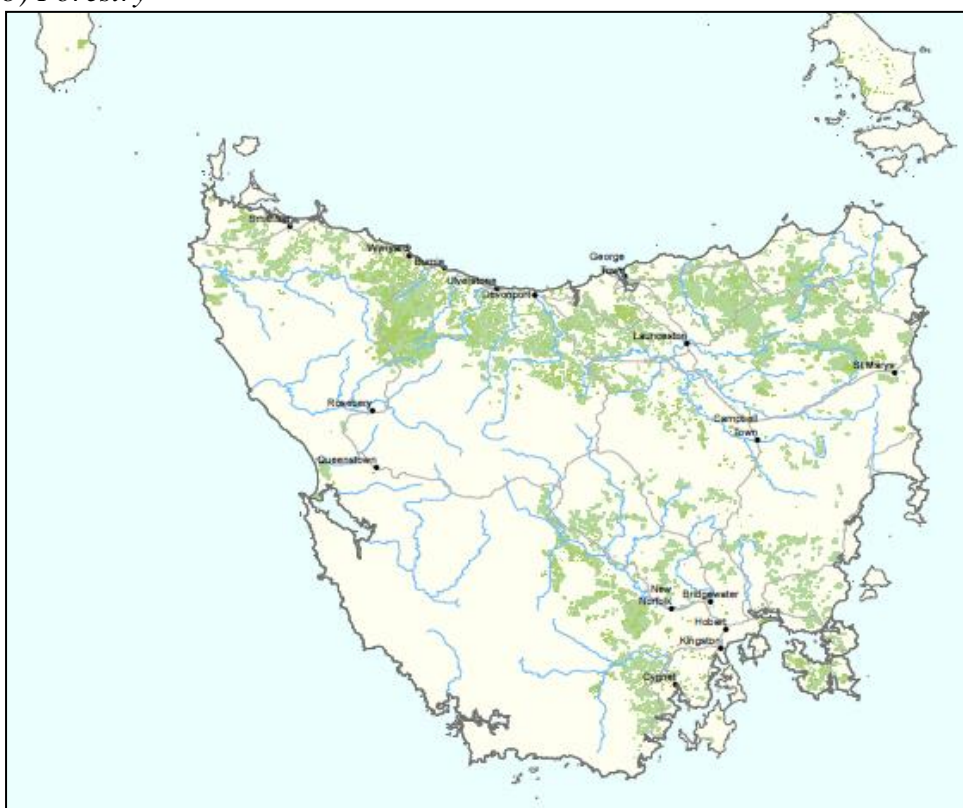 b) Forestry
Smithton
Wynyard
Burnie
Ulverstone
Devonport
George
Town
Launceston
St Marys
Rosebery
Campbell
Town
Queenstown
New
Norfolk
Bridgewater
Hobart
Kingston
Cygnet